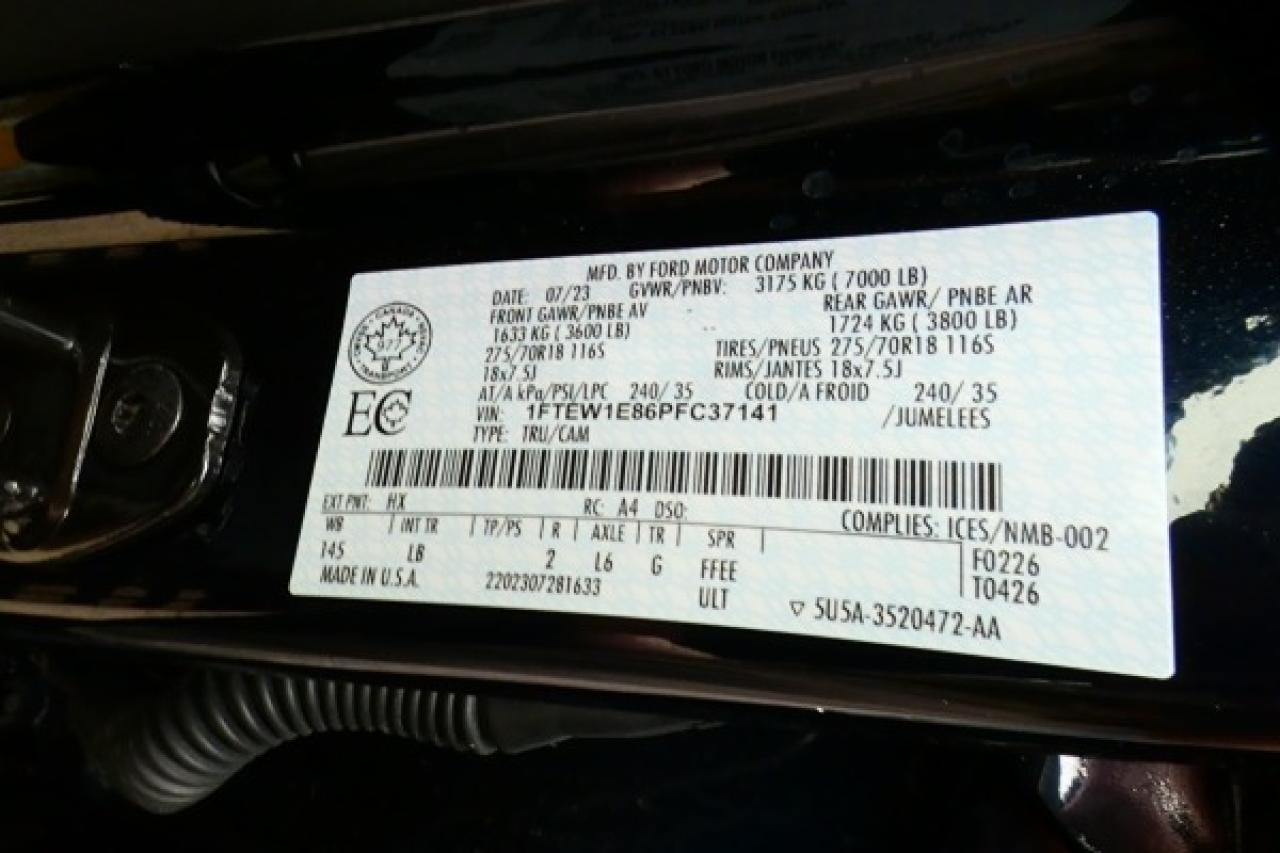 MFD. BY FORD MOTOR COMPANY
DATE: 07/23 GVWR/PNBV: 3175 KG ( 7000 LB)
FRONT GAWR/PNBE AV REAR GAWR/ PNBE AR
1633 KG ( 3600 LB) 1724 KG ( 3800 LB)
275/70R18 116S TIRES/PNEUS 275/70R18 116S
18x7.5J RIMS/JANTES 18x7.5J
AT/A kPa/PSI/LPC 240/ 35 COLD/A FROID 240/ 35
VIN: 1FTEW1E86PFC37141 /JUMELEES
TYPE: TRU/CAM
CANADA
TRANSPORT
977
EC
EXT PNT: HX RC: A4 DSO:
WB INT TR TP/PS R AXLE TR SPR
145 LB 2 L6 G FFEE
ULT
COMPLIES: ICES/NMB-002
F0226
T0426
MADE IN U.S.A. 2202307281633
▽ 5U5A-3520472-AA